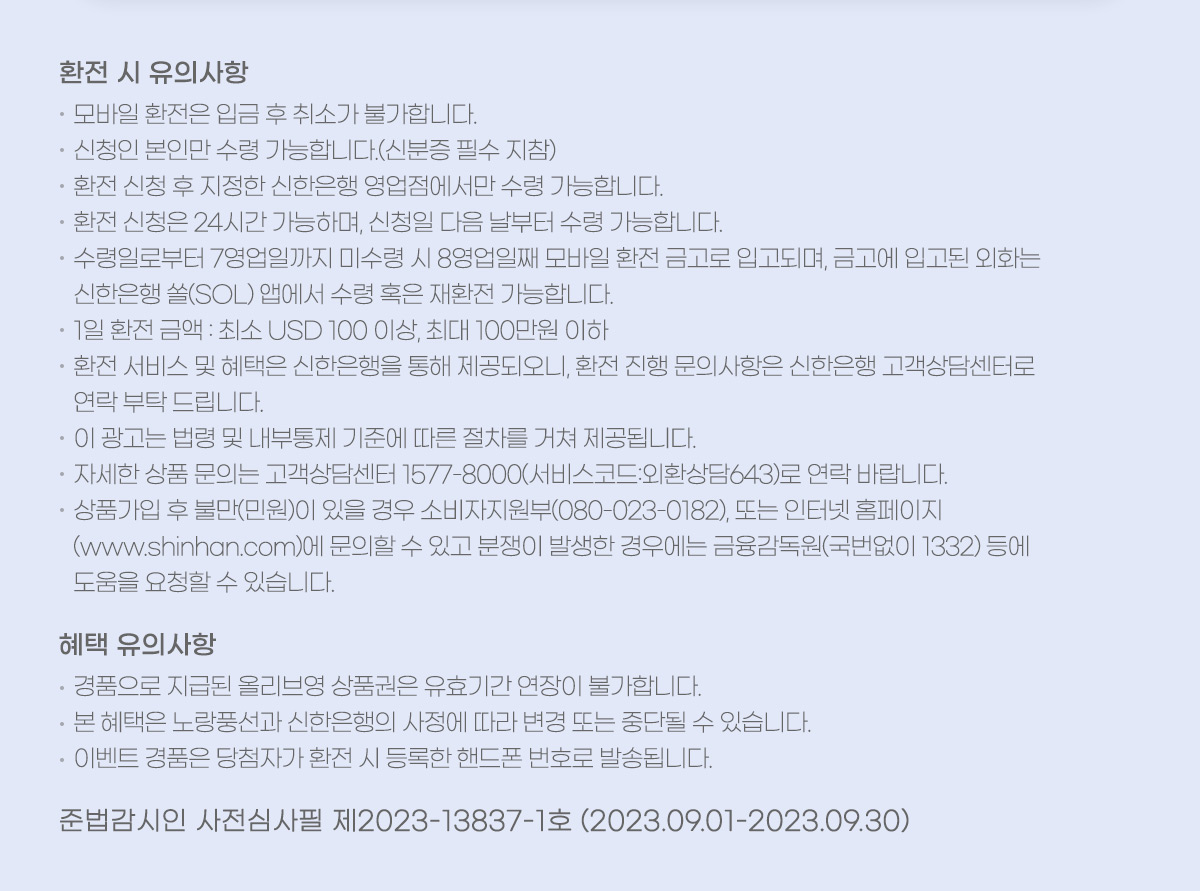 환전 시 유의사항
• 모바일 환전은 입금 후 취소가 불가합니다.
• 신청인 본인만 수령 가능합니다.(신분증 필수 지참)
• 환전 신청 후 지정한 신한은행 영업점에서만 수령 가능합니다.
• 환전 신청은 24시간 가능하며, 신청일 다음 날부터 수령 가능합니다.
• 수령일로부터 7영업일까지 미수령 시 8영업일째 모바일 환전 금고로 입고되며, 금고에 입고된 외화는
신한은행 쏠(SOL) 앱에서 수령 혹은 재환전 가능합니다.
• 1일 환전 금액 : 최소 USD 100 이상, 최대 100만원 이하
• 환전 서비스 및 혜택은 신한은행을 통해 제공되오니, 환전 진행 문의사항은 신한은행 고객상담센터로
연락 부탁 드립니다.
• 이 광고는 법령 및 내부통제 기준에 따른 절차를 거쳐 제공됩니다.
• 자세한 상품 문의는 고객상담센터 1577-8000(서비스코드:외환상담643)로 연락 바랍니다.
• 상품가입 후 불만(민원)이 있을 경우 소비자지원부(080-023-0182), 또는 인터넷 홈페이지
(www.shinhan.com)에 문의할 수 있고 분쟁이 발생한 경우에는 금융감독원(국번없이 1332) 등에
도움을 요청할 수 있습니다.
혜택 유의사항
• 경품으로 지급된 올리브영 상품권은 유효기간 연장이 불가합니다.
• 본 혜택은 노랑풍선과 신한은행의 사정에 따라 변경 또는 중단될 수 있습니다.
• 이벤트 경품은 당첨자가 환전 시 등록한 핸드폰 번호로 발송됩니다.
준법감시인 사전심사필 제2023-13837-1호 (2023.09.01-2023.09.30)